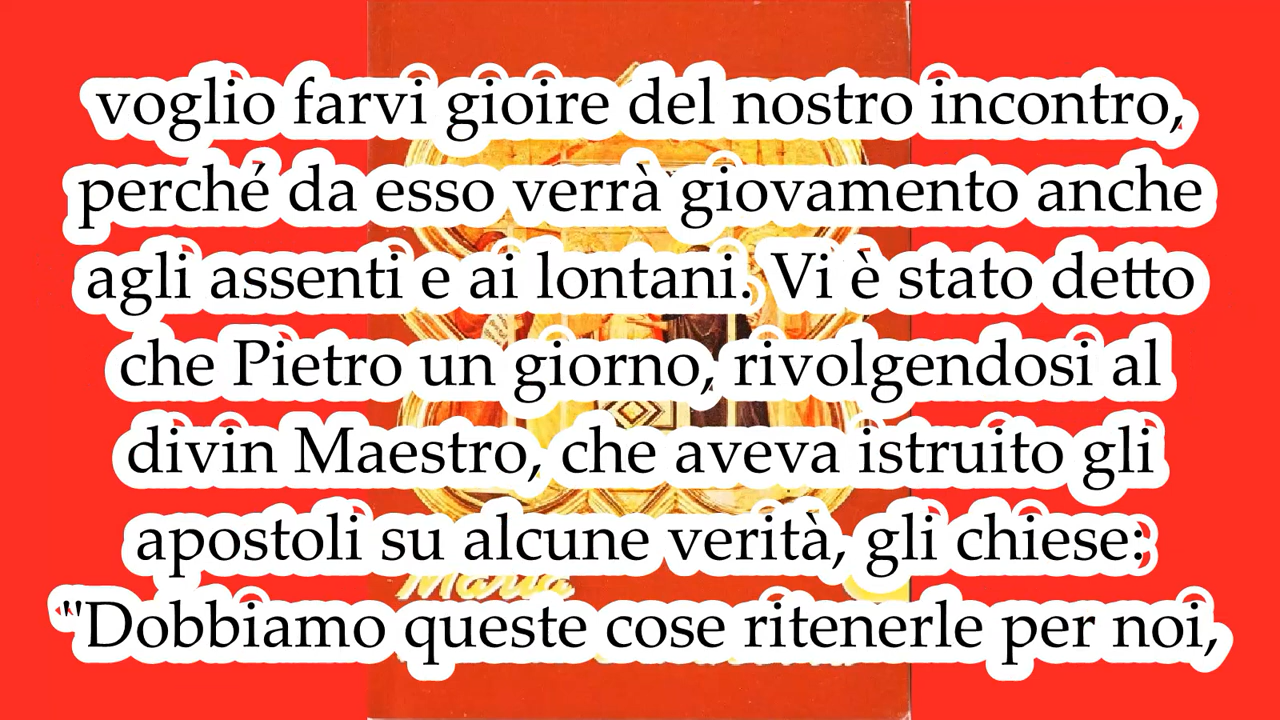 voglio farvi gioire del nostro incontro,
perché da esso verrà giovamento anche
agli assenti e ai lontani. Vi è stato detto
che Pietro un giorno, rivolgendosi al
divin Maestro, che aveva istruito gli
apostoli su alcune verità, gli chiese:
Maria
"Dobbiamo queste cose ritenerle per noi,